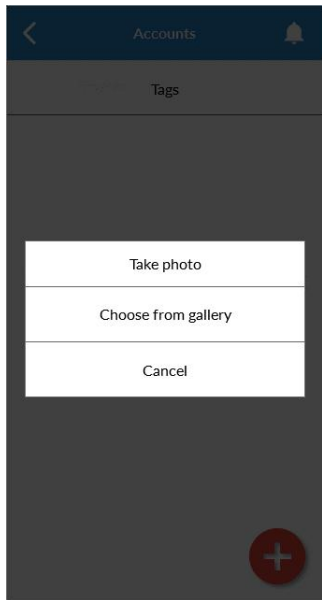 Accounts
Tags
Take photo
Choose from gallery
Cancel